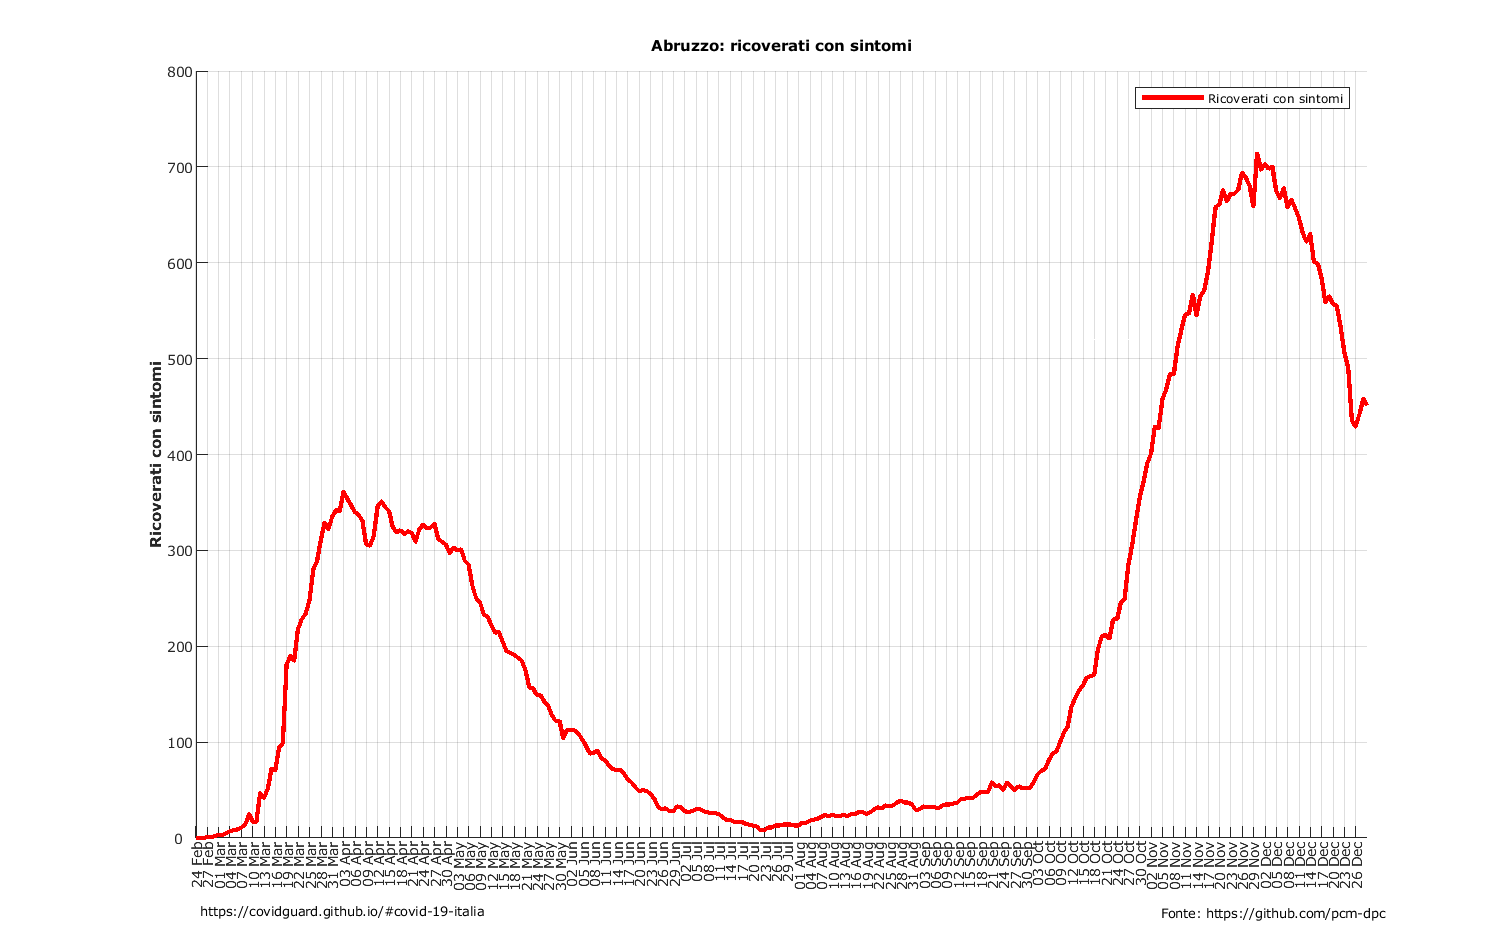 Abruzzo: ricoverati con sintomi
Ricoverati con sintomi
Ricoverati con sintomi
800
700
600
500
400
300
200
100
0
24 Feb
27 Feb
01 Mar
04 Mar
07 Mar
10 Mar
13 Mar
16 Mar
19 Mar
22 Mar
25 Mar
28 Mar
31 Mar
03 Apr
06 Apr
09 Apr
12 Apr
15 Apr
18 Apr
21 Apr
24 Apr
27 Apr
30 Apr
03 May
06 May
09 May
12 May
15 May
18 May
21 May
24 May
27 May
30 May
02 Jun
05 Jun
08 Jun
11 Jun
14 Jun
17 Jun
20 Jun
23 Jun
26 Jun
29 Jun
02 Jul
05 Jul
08 Jul
11 Jul
14 Jul
17 Jul
20 Jul
23 Jul
26 Jul
29 Jul
01 Aug
04 Aug
07 Aug
10 Aug
13 Aug
16 Aug
19 Aug
22 Aug
25 Aug
28 Aug
31 Aug
03 Sep
06 Sep
09 Sep
12 Sep
15 Sep
18 Sep
21 Sep
24 Sep
27 Sep
30 Sep
03 Oct
06 Oct
09 Oct
12 Oct
15 Oct
18 Oct
21 Oct
24 Oct
27 Oct
30 Oct
02 Nov
05 Nov
08 Nov
11 Nov
14 Nov
17 Nov
20 Nov
23 Nov
26 Nov
29 Nov
02 Dec
05 Dec
08 Dec
11 Dec
14 Dec
17 Dec
20 Dec
23 Dec
26 Dec
https://covidguard.github.io/#covid-19-italia
Fonte: https://github.com/pcm-dpc